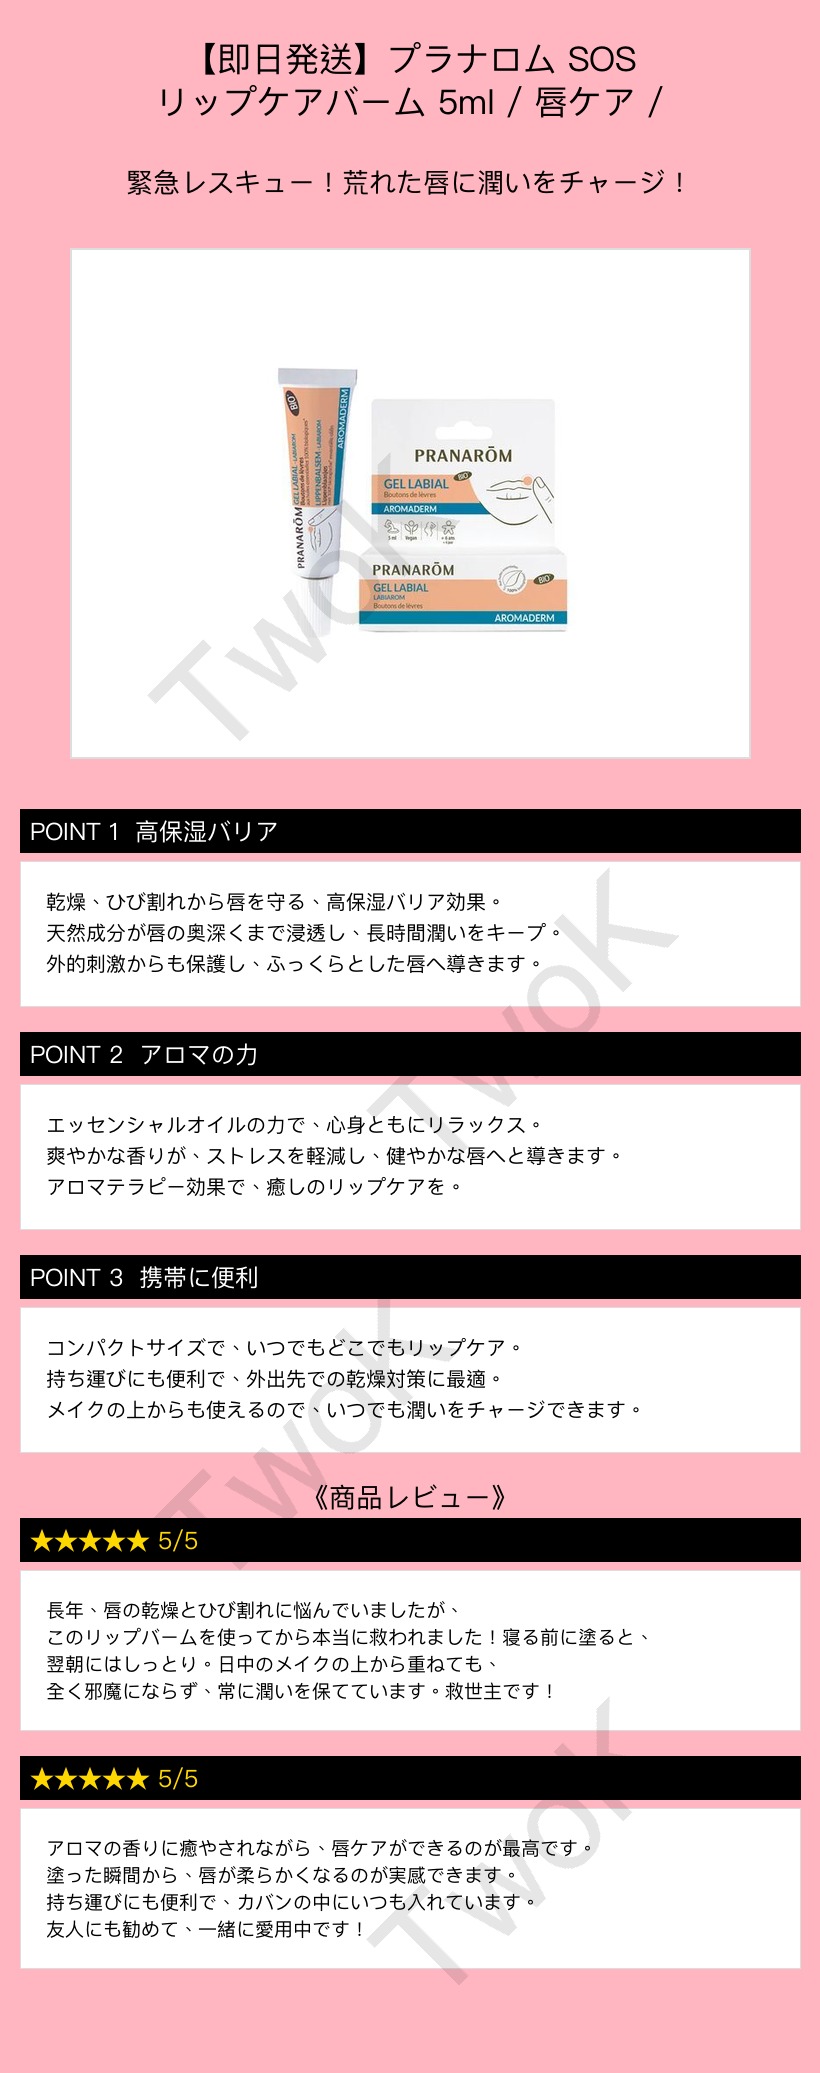 【即日発送】プラナロム SOS
リップケアバーム 5ml / 唇ケア /
緊急レスキュー！荒れた唇に潤いをチャージ！
BIO
GEL LABIAL - LABIAROM
Boutons de lèvres
LIPPENBALSEM - LABIAROM
Lippenblaasjes
AROMADERM
PRANARŌM
PRANARŌM
GEL LABIAL
BIO
Boutons de lèvres
AROMADERM
5 ml
Vegan
+ 6 ans
PRANARŌM
GEL LABIAL
LABIAROM
Boutons de lèvres
BIO
AROMADERM
TwoK
POINT 1 高保湿バリア
乾燥、ひび割れから唇を守る、高保湿バリア効果。
天然成分が唇の奥深くまで浸透し、長時間潤いをキープ。
外的刺激からも保護し、ふっくらとした唇へ導きます。
TwoK
POINT 2 アロマの力
エッセンシャルオイルの力で、心身ともにリラックス。
爽やかな香りが、ストレスを軽減し、健やかな唇へと導きます。
アロマテラピー効果で、癒しのリップケアを。
POINT 3 携帯に便利
コンパクトサイズで、いつでもどこでもリップケア。
持ち運びにも便利で、外出先での乾燥対策に最適。
メイクの上からも使えるので、いつでも潤いをチャージできます。
TwoK
《商品レビュー》
★★★★★ 5/5
長年、唇の乾燥とひび割れに悩んでいましたが、
このリップバームを使ってから本当に救われました！寝る前に塗ると、
翌朝にはしっとり。日中のメイクの上から重ねても、
全く邪魔にならず、常に潤いを保てています。救世主です！
★★★★★ 5/5
アロマの香りに癒やされながら、唇ケアができるのが最高です。
塗った瞬間から、唇が柔らかくなるのが実感できます。
持ち運びにも便利で、カバンの中にいつも入れています。
友人にも勧めて、一緒に愛用中です！
TwoK